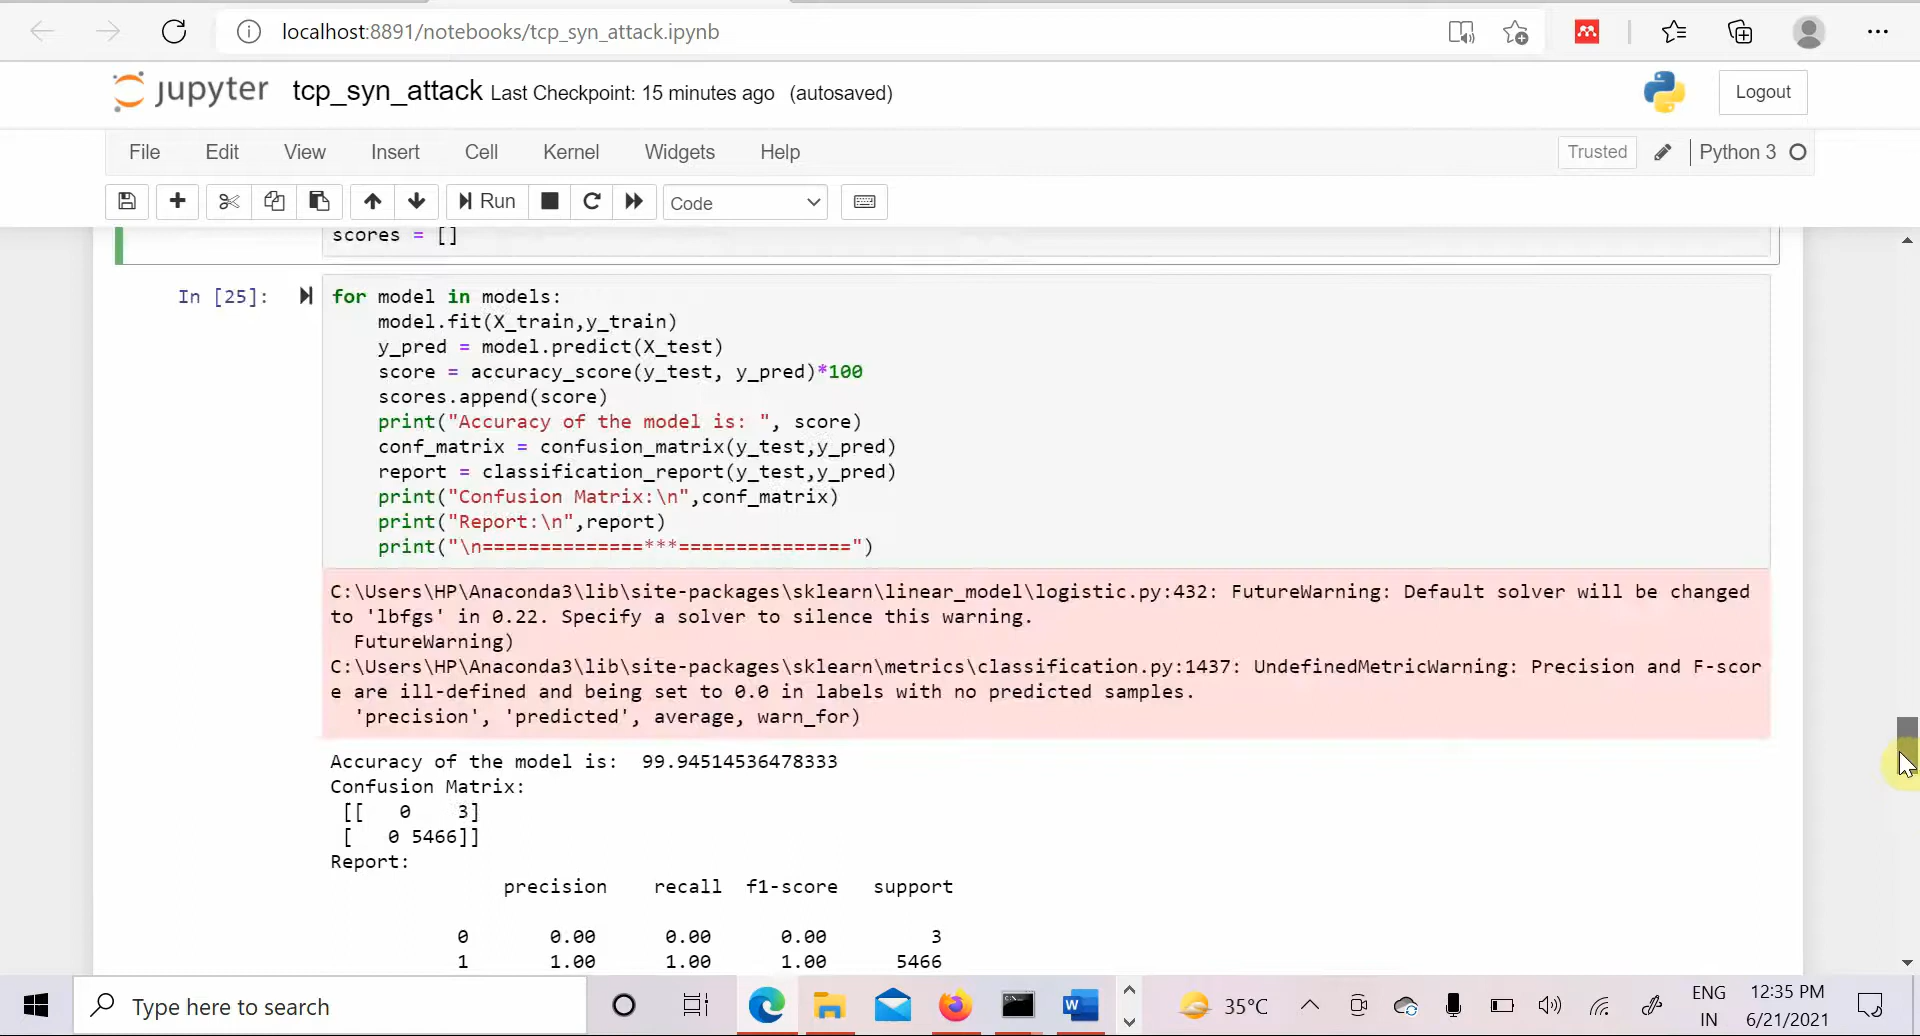 localhost:8891/notebooks/tcp_syn_attack.ipynb
jupyter tcp_syn_attack Last Checkpoint: 15 minutes ago (autosaved)
Logout
File Edit View Insert Cell Kernel Widgets Help
Trusted Python 3
Run Code
scores = []
In [25]:
for model in models:
    model.fit(X_train,y_train)
    y_pred = model.predict(X_test)
    score = accuracy_score(y_test, y_pred)*100
    scores.append(score)
    print("Accuracy of the model is: ", score)
    conf_matrix = confusion_matrix(y_test,y_pred)
    report = classification_report(y_test,y_pred)
    print("Confusion Matrix:\n",conf_matrix)
    print("Report:\n",report)
    print("\n==============***===============")
C:\Users\HP\Anaconda3\lib\site-packages\sklearn\linear_model\logistic.py:432: FutureWarning: Default solver will be changed
to 'lbfgs' in 0.22. Specify a solver to silence this warning.
  FutureWarning)
C:\Users\HP\Anaconda3\lib\site-packages\sklearn\metrics\classification.py:1437: UndefinedMetricWarning: Precision and F-scor
e are ill-defined and being set to 0.0 in labels with no predicted samples.
  'precision', 'predicted', average, warn_for)
Accuracy of the model is:  99.94514536478333
Confusion Matrix:
 [[   0    3]
 [   0 5466]]
Report:
               precision    recall  f1-score   support
           0       0.00      0.00      0.00         3
           1       1.00      1.00      1.00      5466
Type here to search
35°C
ENG
IN
12:35 PM
6/21/2021